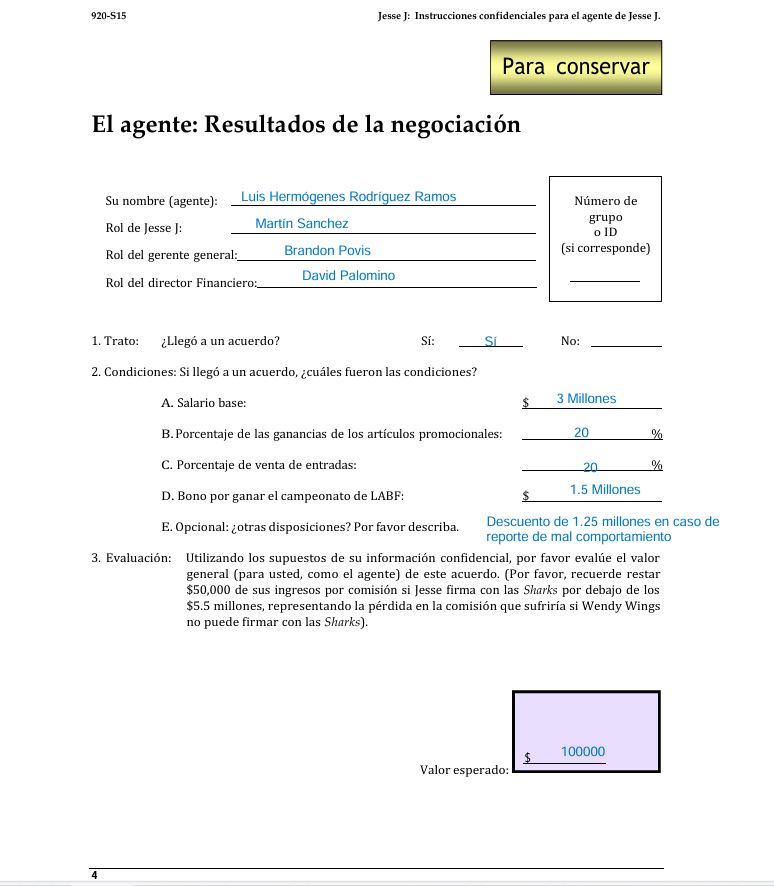 920-S15 Jesse J: Instrucciones confidenciales para el agente de Jesse J.
Para conservar
El agente: Resultados de la negociación
Su nombre (agente): Luis Hermógenes Rodríguez Ramos
Rol de Jesse J: Martín Sanchez
Rol del gerente general: Brandon Povis
Rol del director Financiero: David Palomino
Número de
grupo
o ID
(si corresponde)
1. Trato: ¿Llegó a un acuerdo? Sí: Sí No:
2. Condiciones: Si llegó a un acuerdo, ¿cuáles fueron las condiciones?
A. Salario base: $ 3 Millones
B. Porcentaje de las ganancias de los artículos promocionales: 20 %
C. Porcentaje de venta de entradas: 20 %
D. Bono por ganar el campeonato de LABF: $ 1.5 Millones
E. Opcional: ¿otras disposiciones? Por favor describa. Descuento de 1.25 millones en caso de
reporte de mal comportamiento
3. Evaluación: Utilizando los supuestos de su información confidencial, por favor evalúe el valor
general (para usted, como el agente) de este acuerdo. (Por favor, recuerde restar
$50,000 de sus ingresos por comisión si Jesse firma con las Sharks por debajo de los
$5.5 millones, representando la pérdida en la comisión que sufriría si Wendy Wings
no puede firmar con las Sharks).
Valor esperado: $ 100000
4